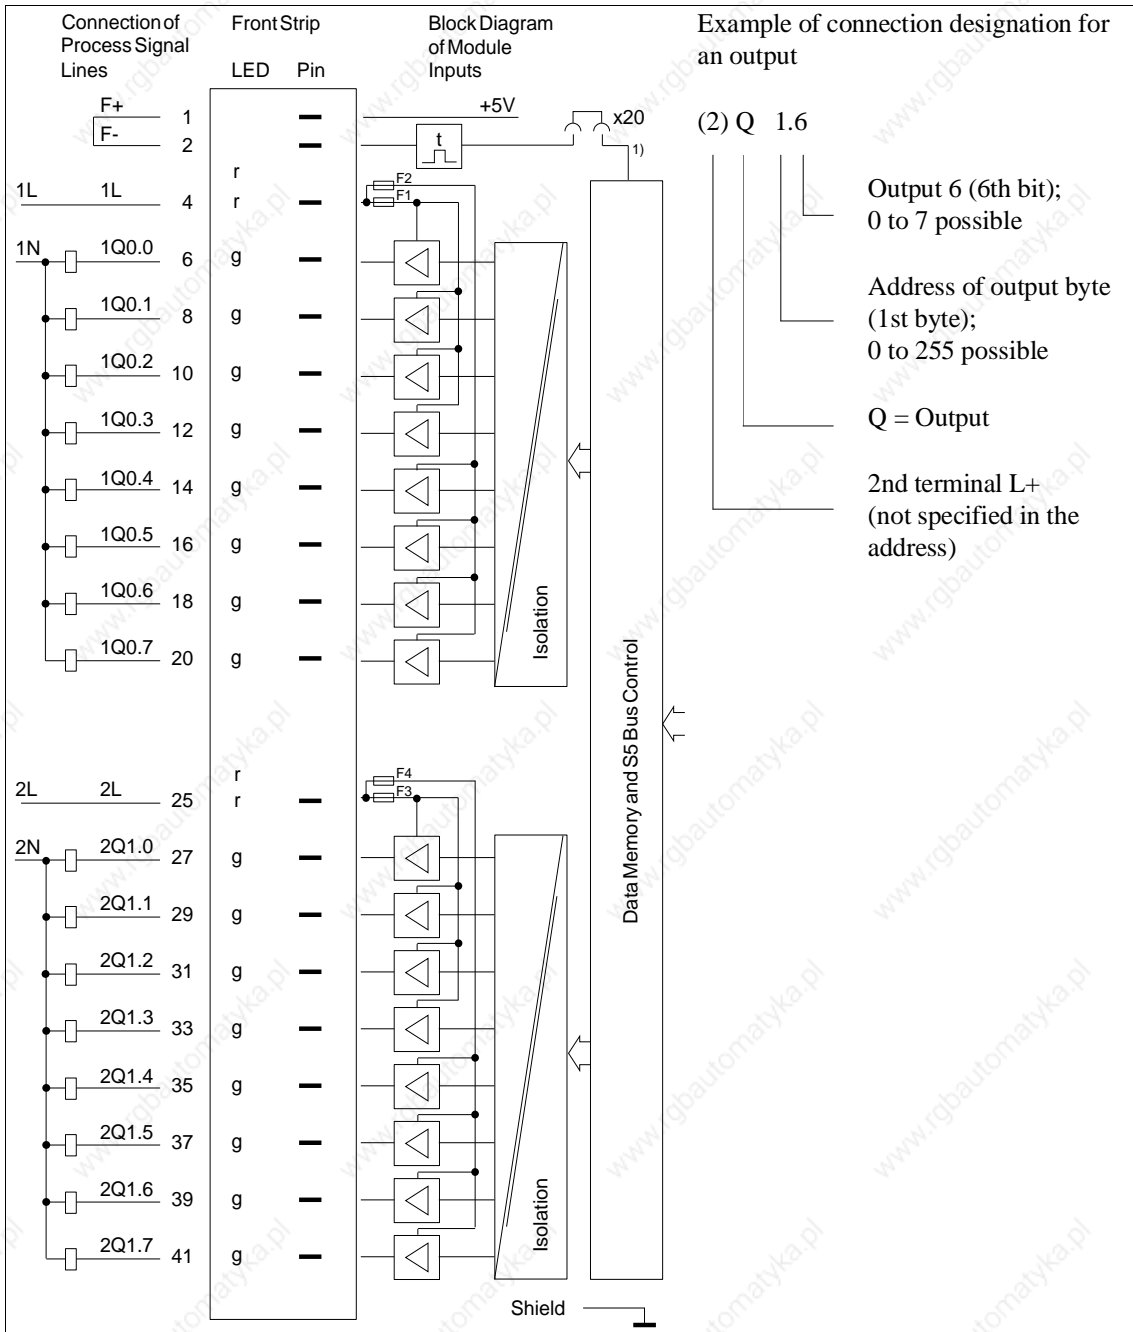 Connection of
Process Signal
Lines
Front Strip
LED Pin
Block Diagram
of Module
Inputs
Example of connection designation for
an output
F+ 1 +5V x20
F- 2 t 1)
(2) Q 1.6
r F2
1L 1L 4 r F1
Output 6 (6th bit);
0 to 7 possible
1N 1Q0.0 6 g
1Q0.1 8 g
1Q0.2 10 g
1Q0.3 12 g
1Q0.4 14 g
1Q0.5 16 g
1Q0.6 18 g
1Q0.7 20 g
Isolation
Address of output byte
(1st byte);
0 to 255 possible
Q = Output
2nd terminal L+
(not specified in the
address)
Data Memory and S5 Bus Control
r F4
2L 2L 25 r F3
2N 2Q1.0 27 g
2Q1.1 29 g
2Q1.2 31 g
2Q1.3 33 g
2Q1.4 35 g
2Q1.5 37 g
2Q1.6 39 g
2Q1.7 41 g
Isolation
Shield
www.rgbautomatyka.pl